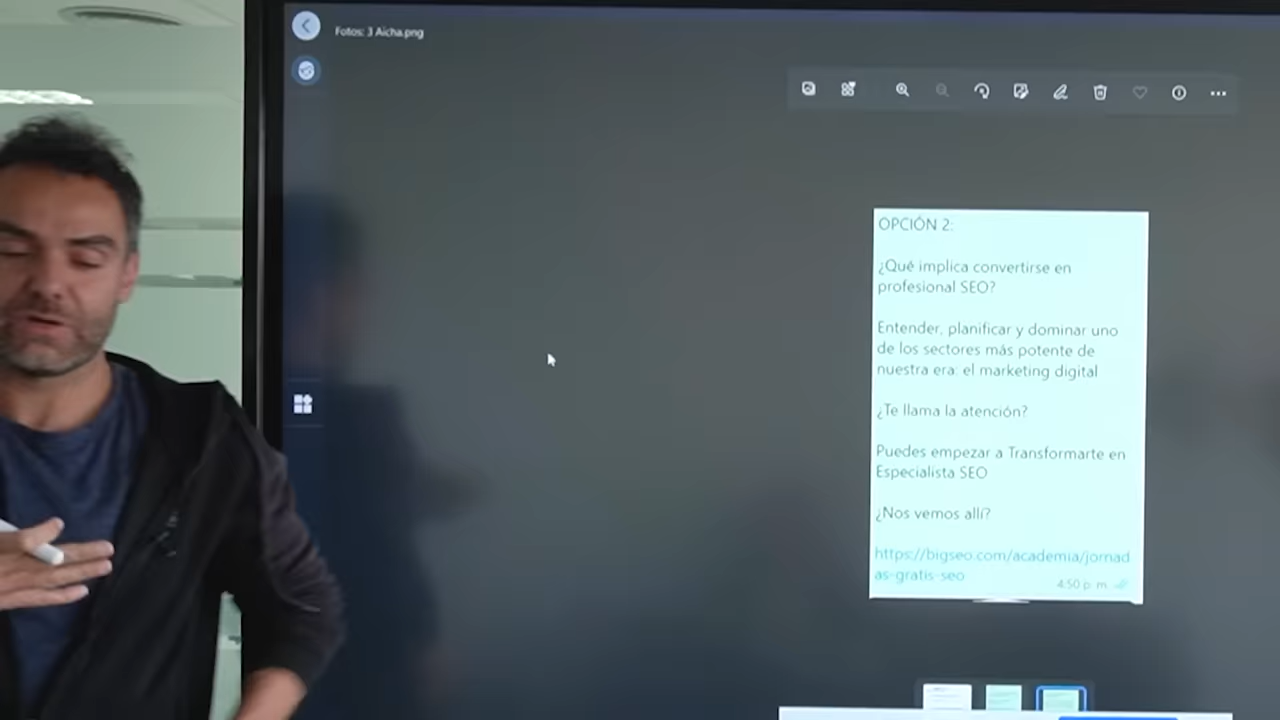 Fotos: 3 Aicha.png
OPCIÓN 2:
¿Qué implica convertirse en
profesional SEO?
Entender, planificar y dominar uno
de los sectores más potente de
nuestra era: el marketing digital
¿Te llama la atención?
Puedes empezar a Transformarte en
Especialista SEO
¿Nos vemos allí?
https://bigseo.com/academia/jornad
as-gratis-seo
4:50 p. m.